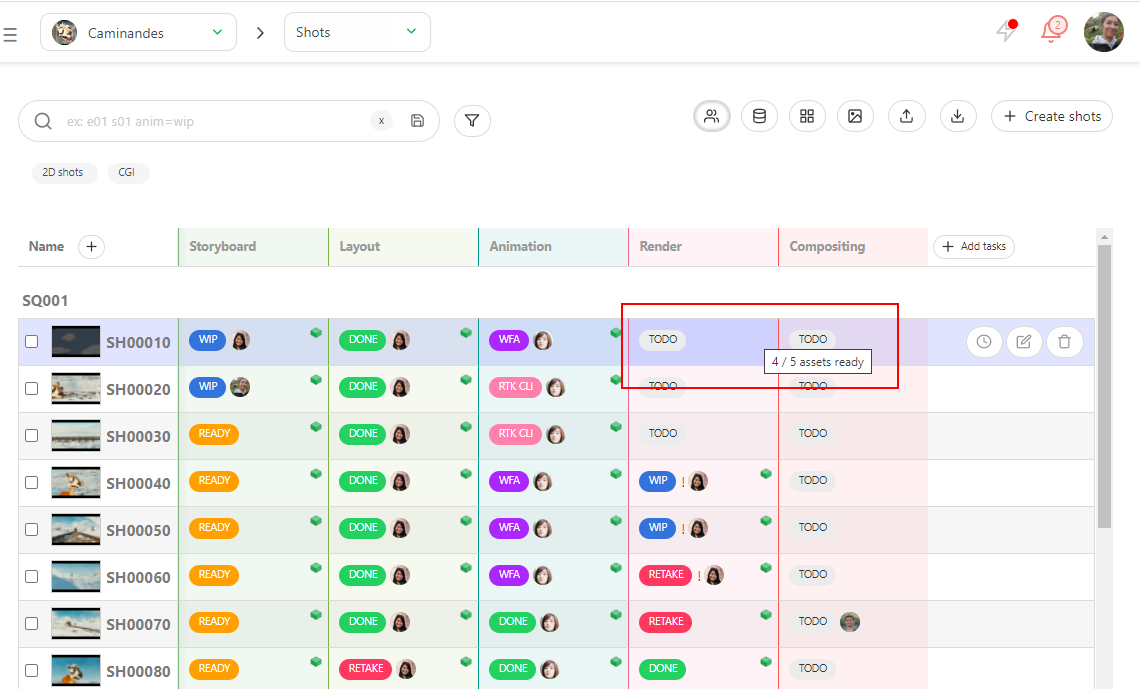 Caminandes
Shots
2
ex: e01 s01 anim=wip
x
Create shots
2D shots CGI
Name Storyboard Layout Animation Render Compositing Add tasks
SQ001
SH00010 WIP DONE WFA TODO TODO
4 / 5 assets ready
SH00020 WIP DONE RTK CLI TODO TODO
SH00030 READY DONE RTK CLI TODO TODO
SH00040 READY DONE WFA WIP ! TODO
SH00050 READY DONE WFA WIP ! TODO
SH00060 READY DONE WFA RETAKE ! TODO
SH00070 READY DONE DONE RETAKE TODO
SH00080 READY RETAKE DONE DONE TODO